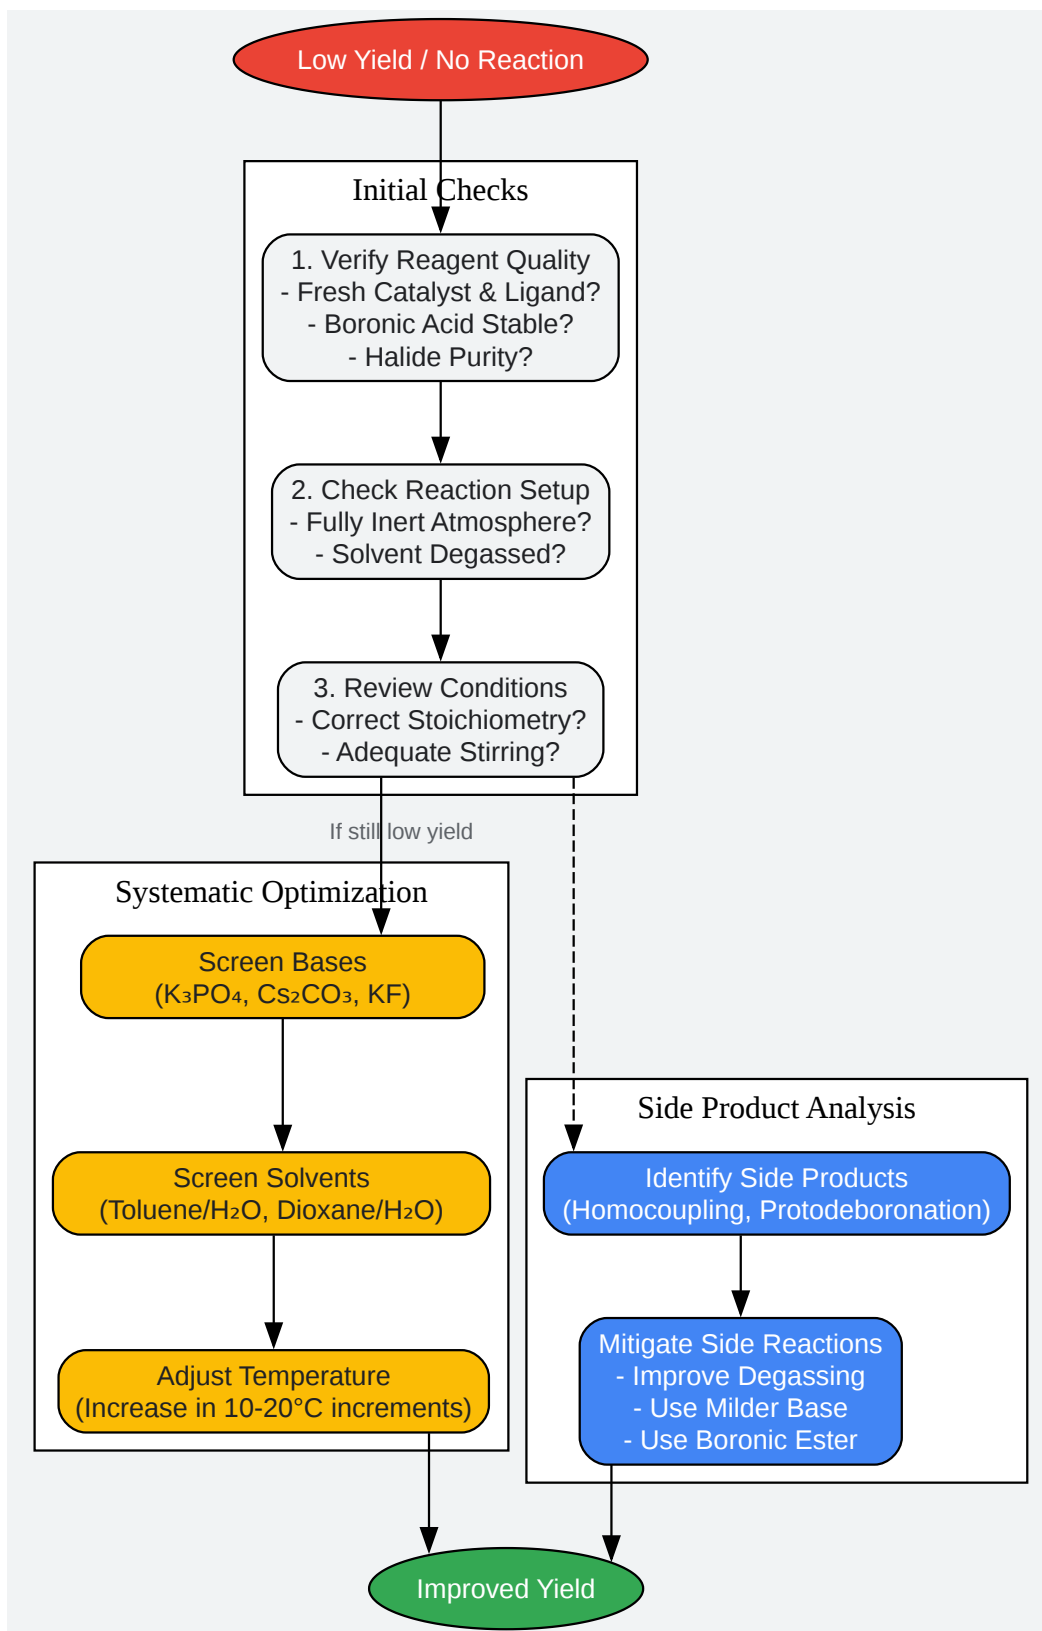 Low Yield / No Reaction
Initial Checks
1. Verify Reagent Quality
- Fresh Catalyst & Ligand?
- Boronic Acid Stable?
- Halide Purity?
2. Check Reaction Setup
- Fully Inert Atmosphere?
- Solvent Degassed?
3. Review Conditions
- Correct Stoichiometry?
- Adequate Stirring?
If still low yield
Systematic Optimization
Screen Bases
(K₃PO₄, Cs₂CO₃, KF)
Screen Solvents
(Toluene/H₂O, Dioxane/H₂O)
Adjust Temperature
(Increase in 10-20°C increments)
Side Product Analysis
Identify Side Products
(Homocoupling, Protodeboronation)
Mitigate Side Reactions
- Improve Degassing
- Use Milder Base
- Use Boronic Ester
Improved Yield